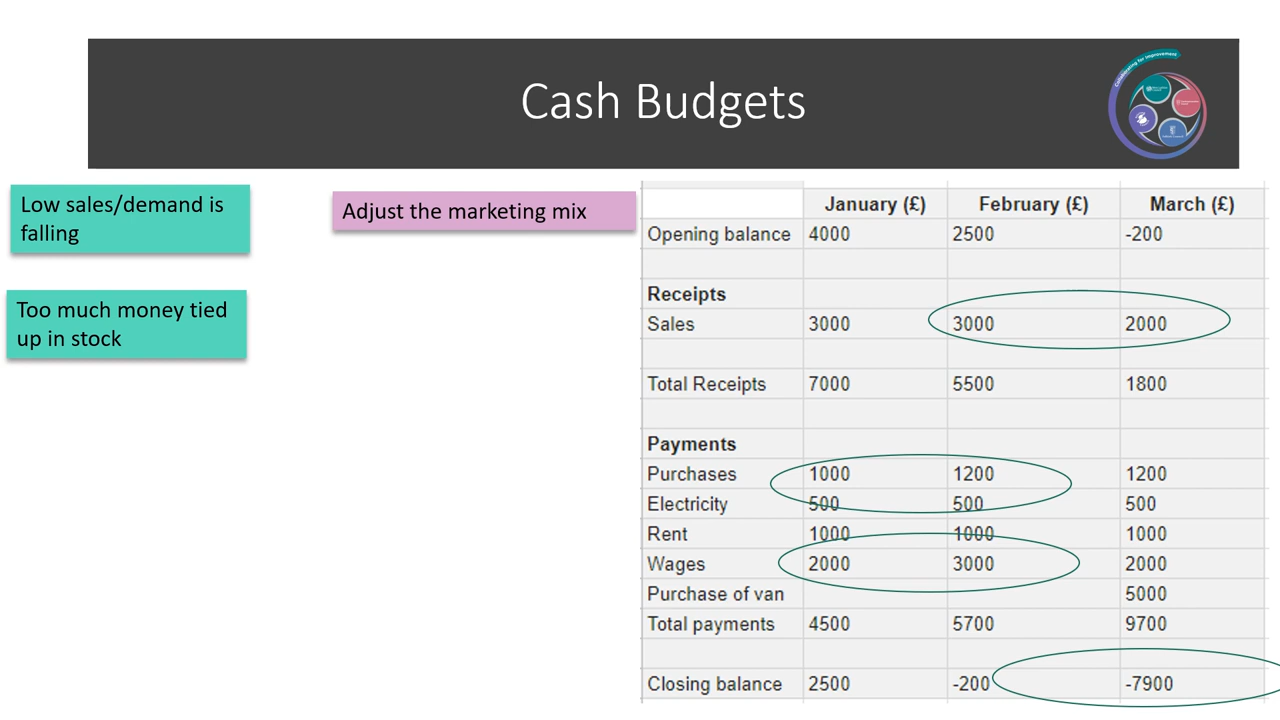 Cash Budgets
Collaborating for Improvement
Low sales/demand is
falling
Too much money tied
up in stock
Adjust the marketing mix
January (£) February (£) March (£)
Opening balance 4000 2500 -200
Receipts
Sales 3000 3000 2000
Total Receipts 7000 5500 1800
Payments
Purchases 1000 1200 1200
Electricity 500 500 500
Rent 1000 1000 1000
Wages 2000 3000 2000
Purchase of van 5000
Total payments 4500 5700 9700
Closing balance 2500 -200 -7900